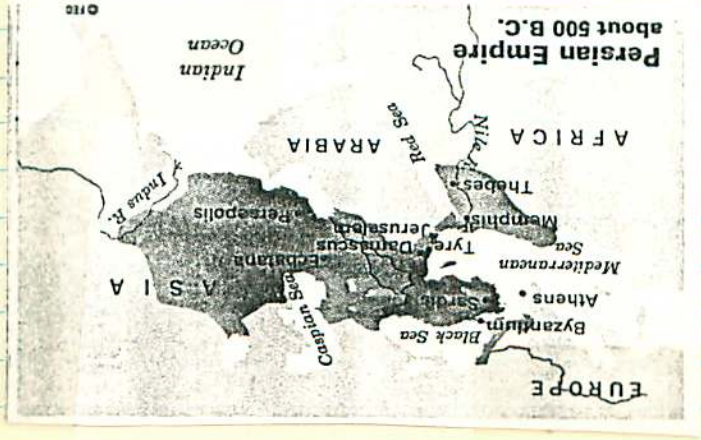 EUROPE
Black Sea
Byzantium
Caspian Sea
Athens
Sardis
ASIA
Mediterranean
Sea
Ecbatana
Tyre
Damascus
Jerusalem
Memphis
Persepolis
Thebes
Indus R.
AFRICA
Nile R.
Red Sea
ARABIA
Persian Empire
about 500 B.C.
Indian
Ocean
© FEC